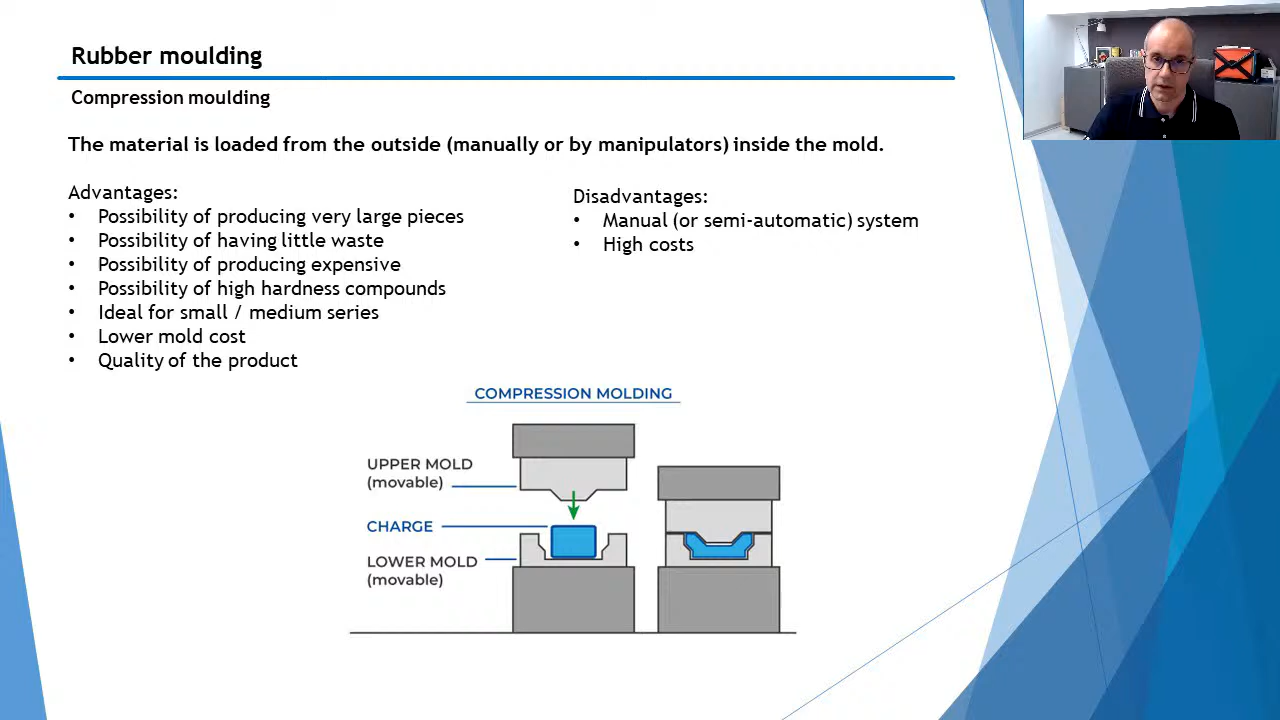 Rubber moulding
Compression moulding
The material is loaded from the outside (manually or by manipulators) inside the mold.
Advantages:
• Possibility of producing very large pieces
• Possibility of having little waste
• Possibility of producing expensive
• Possibility of high hardness compounds
• Ideal for small / medium series
• Lower mold cost
• Quality of the product
Disadvantages:
• Manual (or semi-automatic) system
• High costs
COMPRESSION MOLDING
UPPER MOLD
(movable)
CHARGE
LOWER MOLD
(movable)